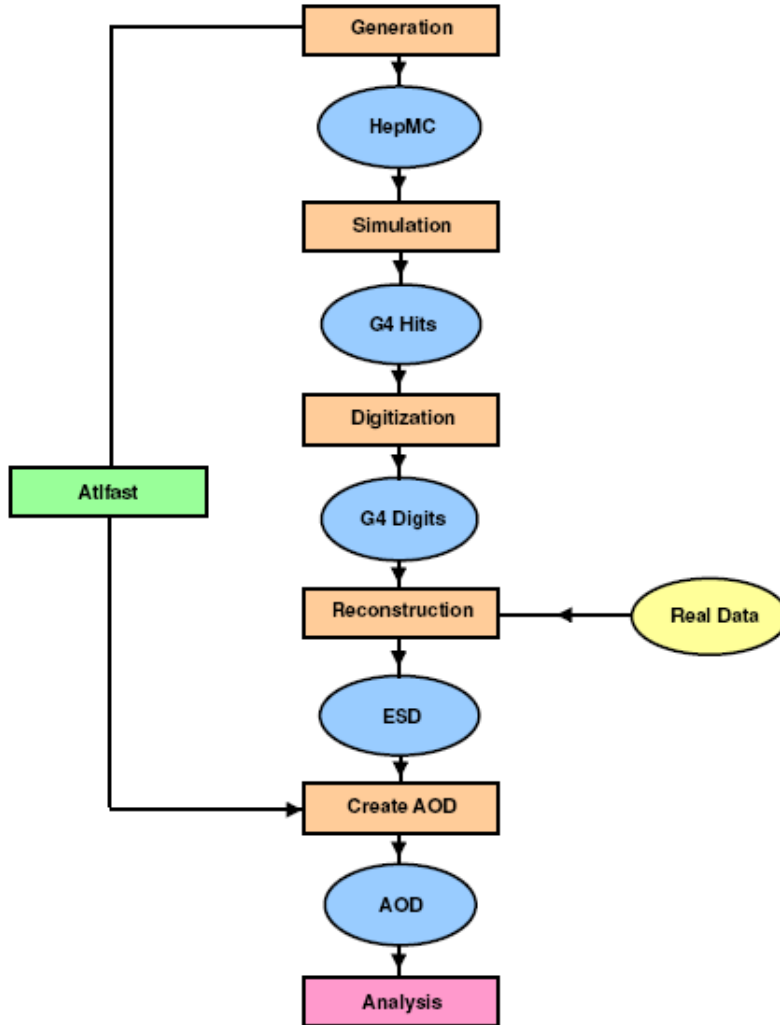 Generation
HepMC
Simulation
G4 Hits
Digitization
Atlfast
G4 Digits
Reconstruction
Real Data
ESD
Create AOD
AOD
Analysis